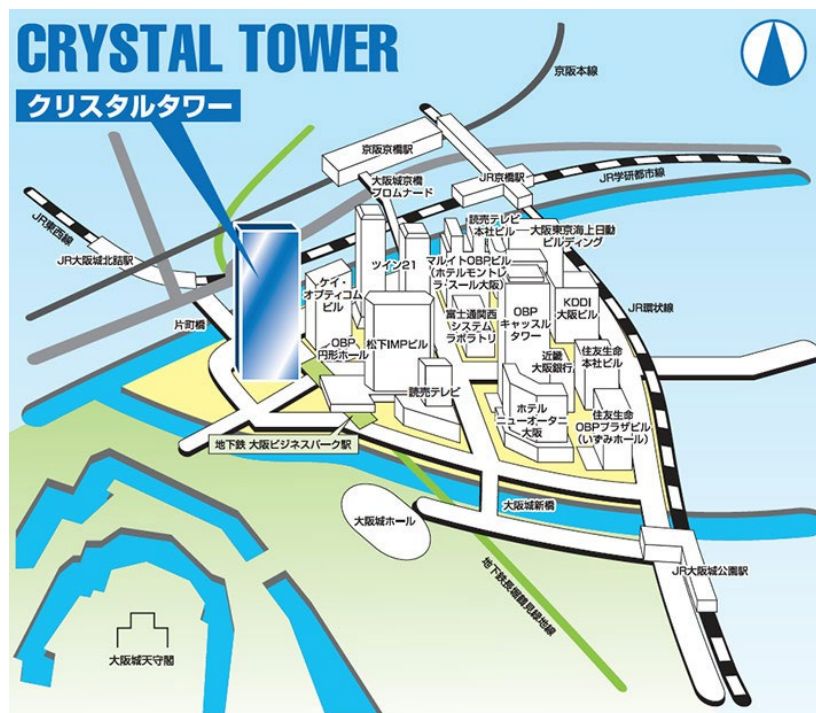 CRYSTAL TOWER
クリスタルタワー
京阪本線
京阪京橋駅
大阪城京橋
プロムナード
JR京橋駅
JR学研都市線
JR東西線
JR大阪城北詰駅
読売テレビ
本社ビル
大阪東京海上日動
ビルディング
ツイン21
マルイトOBPビル
(ホテルモントレ
ラ・スール大阪)
ケイ・
オプティコム
ビル
KDDI
大阪ビル
JR環状線
片町橋
富士通関西
システム
ラボラトリ
OBP
キャッスル
タワー
OBP
円形ホール
松下IMPビル
近畿
大阪銀行
住友生命
本社ビル
読売テレビ
ホテル
ニューオータニ
大阪
住友生命
OBPプラザビル
(いずみホール)
地下鉄 大阪ビジネスパーク駅
大阪城新橋
大阪城ホール
JR大阪城公園駅
地下鉄長堀鶴見緑地線
大阪城天守閣